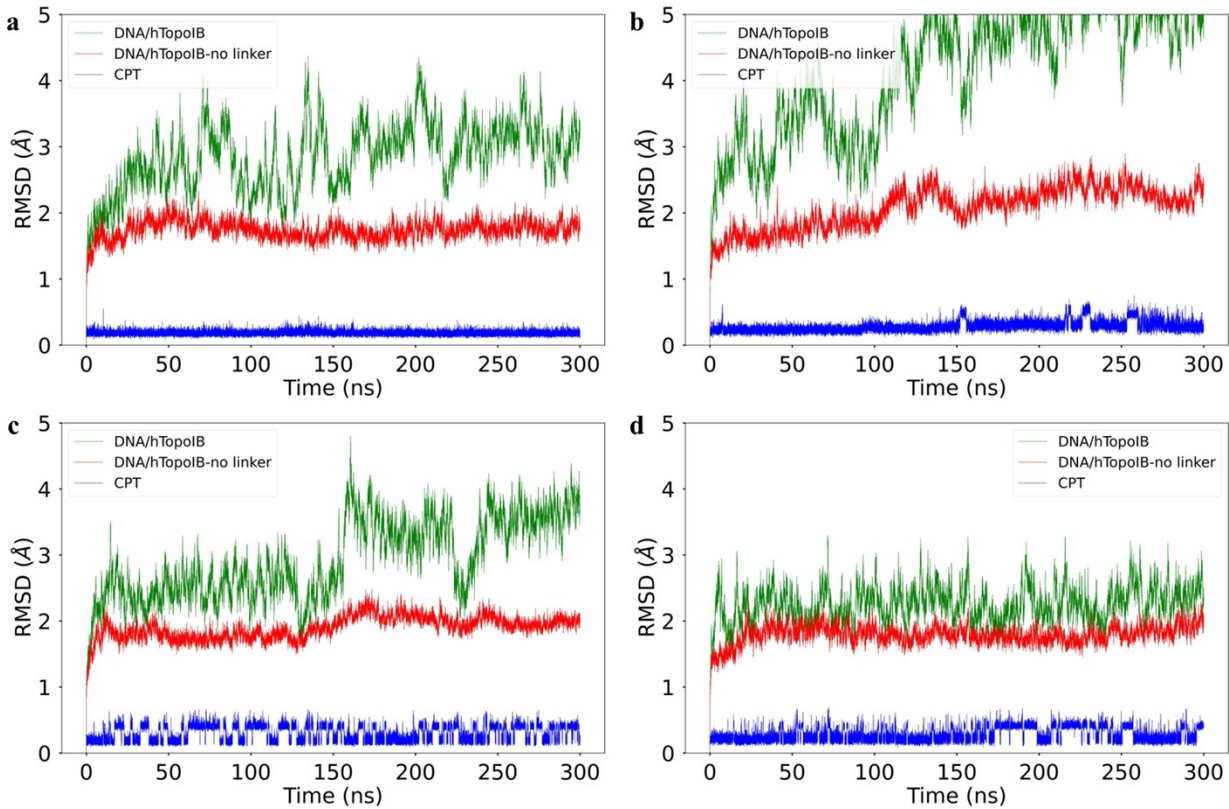 a
5
4
3
2
1
0
RMSD (Å)
DNA/hTopoIB
DNA/hTopoIB-no linker
CPT
0 50 100 150 200 250 300
Time (ns)
b
5
4
3
2
1
0
RMSD (Å)
DNA/hTopoIB
DNA/hTopoIB-no linker
CPT
0 50 100 150 200 250 300
Time (ns)
c
5
4
3
2
1
0
RMSD (Å)
DNA/hTopoIB
DNA/hTopoIB-no linker
CPT
0 50 100 150 200 250 300
Time (ns)
d
5
4
3
2
1
0
RMSD (Å)
DNA/hTopoIB
DNA/hTopoIB-no linker
CPT
0 50 100 150 200 250 300
Time (ns)